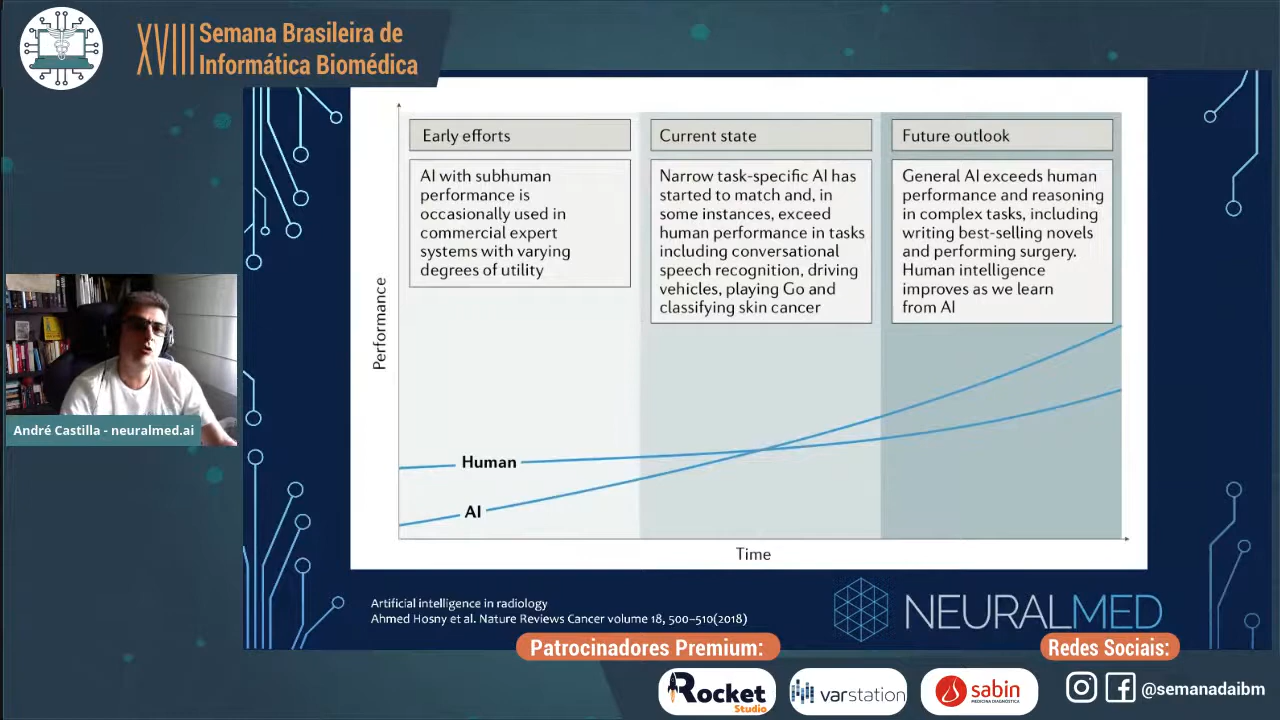 XVIII Semana Brasileira de
Informática Biomédica
Early efforts
AI with subhuman
performance is
occasionally used in
commercial expert
systems with varying
degrees of utility
Current state
Narrow task-specific AI has
started to match and, in
some instances, exceed
human performance in tasks
including conversational
speech recognition, driving
vehicles, playing Go and
classifying skin cancer
Future outlook
General AI exceeds human
performance and reasoning
in complex tasks, including
writing best-selling novels
and performing surgery.
Human intelligence
improves as we learn
from AI
Performance
Human
AI
Time
André Castilla - neuralmed.ai
Artificial intelligence in radiology
Ahmed Hosny et al. Nature Reviews Cancer volume 18, 500–510(2018)
NEURALMED
Patrocinadores Premium:
Redes Sociais:
Rocket
Studio
varstation
sabin
MEDICINA DIAGNÓSTICA
@semanadaibm